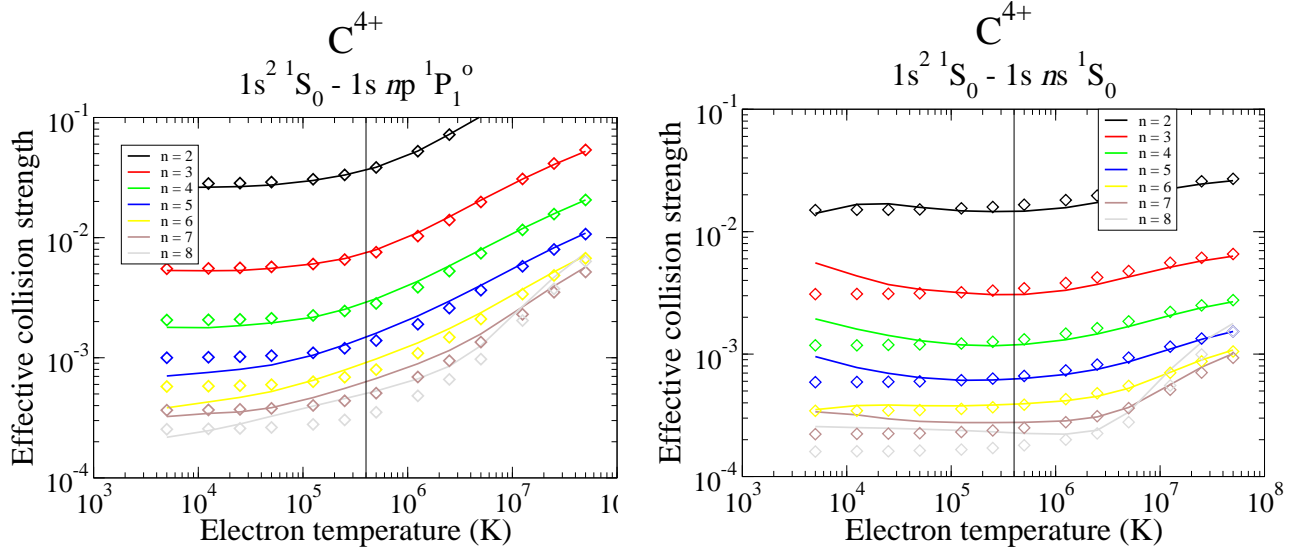 C⁴⁺
1s² ¹S₀ - 1s np ¹P₁ᵒ
10⁻¹
10⁻²
10⁻³
10⁻⁴
Effective collision strength
n = 2
n = 3
n = 4
n = 5
n = 6
n = 7
n = 8
10³ 10⁴ 10⁵ 10⁶ 10⁷
Electron temperature (K)
C⁴⁺
1s² ¹S₀ - 1s ns ¹S₀
10⁻¹
10⁻²
10⁻³
10⁻⁴
Effective collision strength
n = 2
n = 3
n = 4
n = 5
n = 6
n = 7
n = 8
10³ 10⁴ 10⁵ 10⁶ 10⁷ 10⁸
Electron temperature (K)